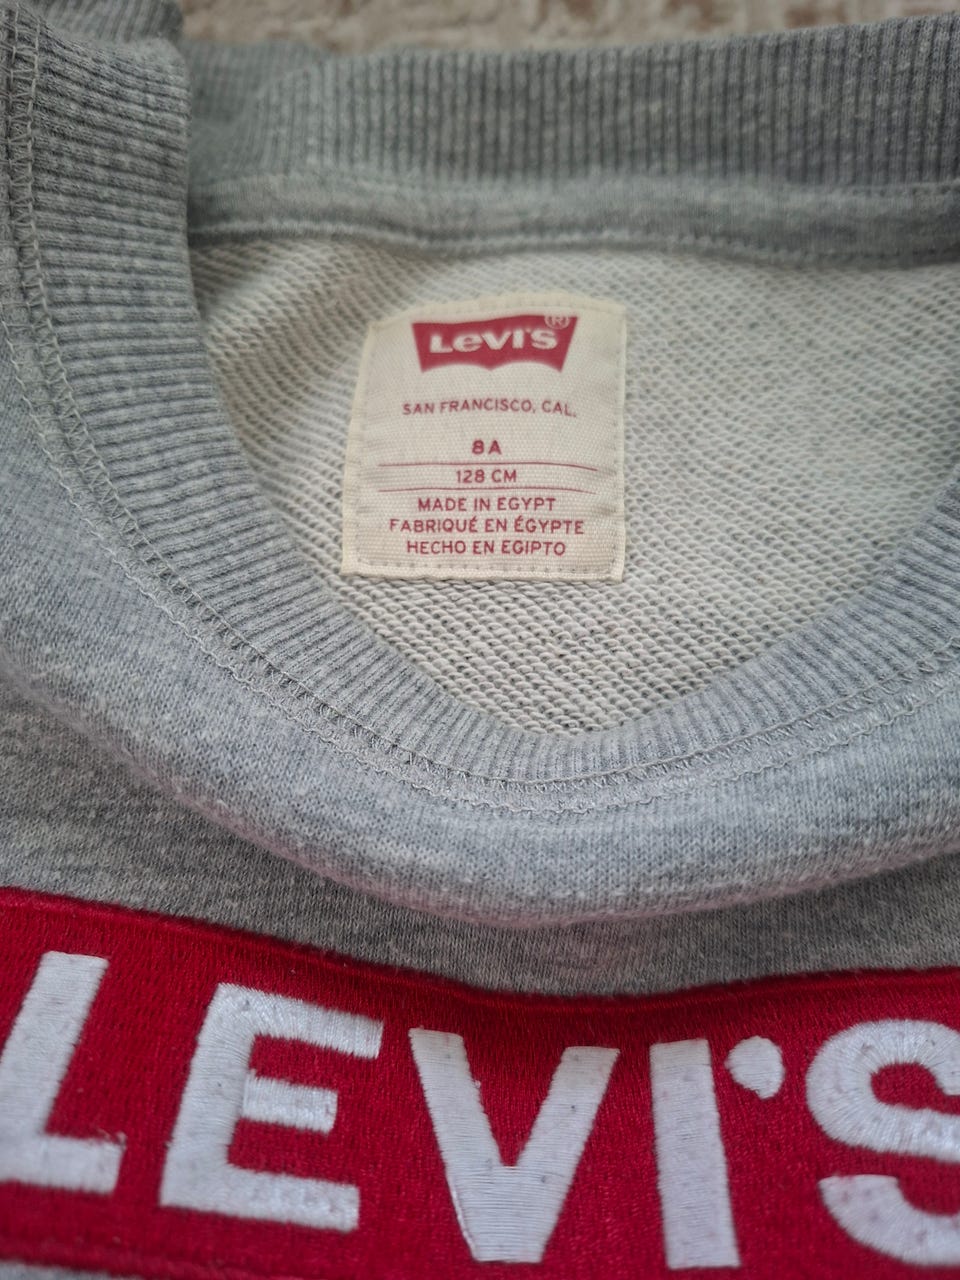 Levi's®
SAN FRANCISCO, CAL.
8A
128 CM
MADE IN EGYPT
FABRIQUÉ EN ÉGYPTE
HECHO EN EGIPTO
LEVI'S